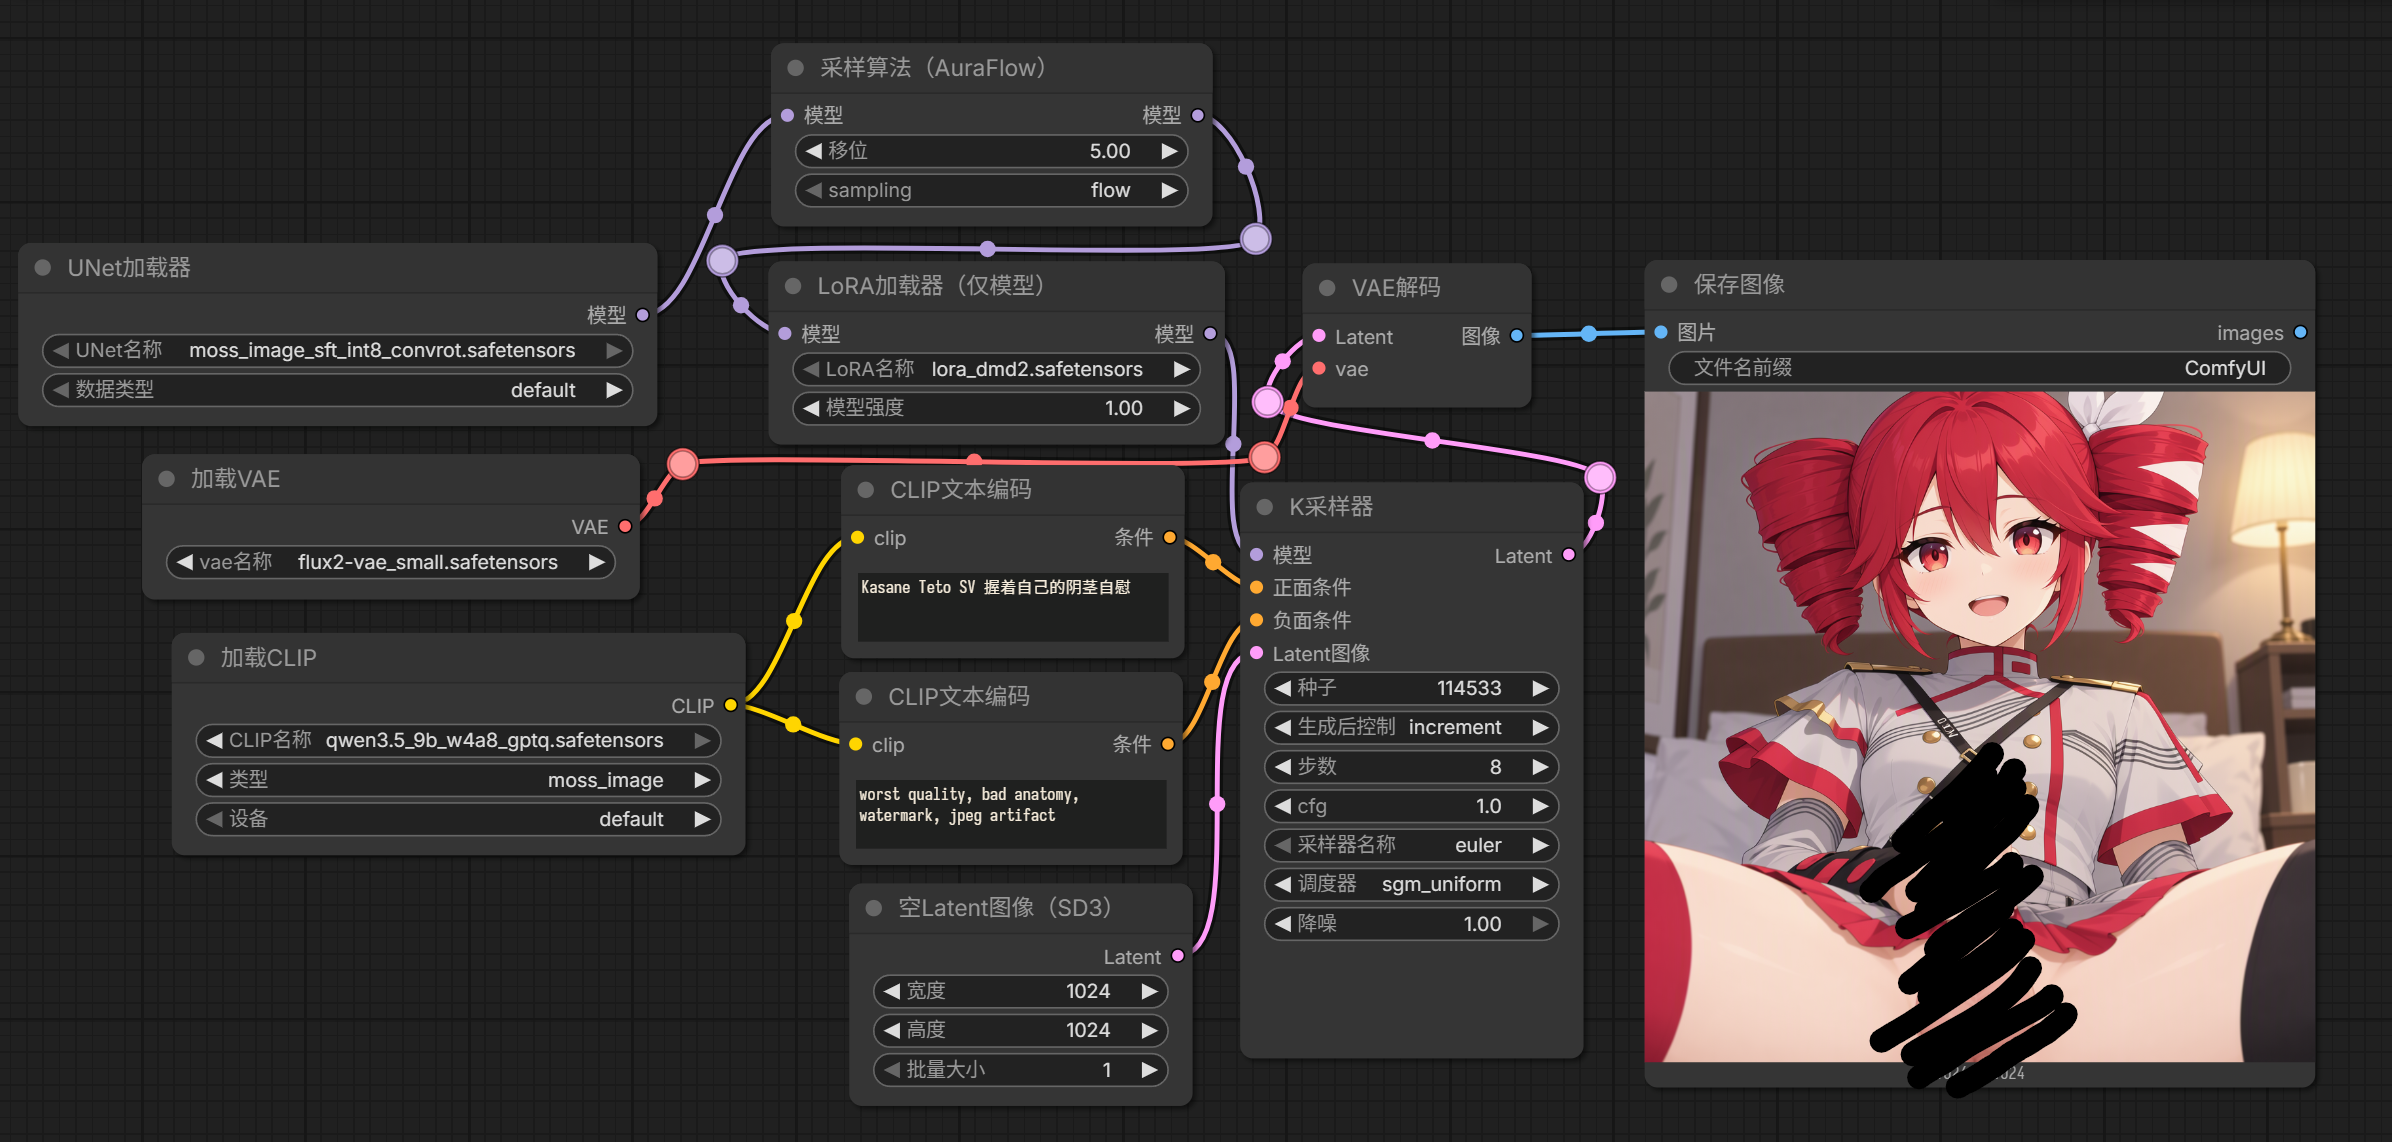 采样算法（AuraFlow）
模型 模型
移位 5.00
sampling flow
UNet加载器
模型
UNet名称 moss_image_sft_int8_convrot.safetensors
数据类型 default
LoRA加载器（仅模型）
模型 模型
LoRA名称 lora_dmd2.safetensors
模型强度 1.00
VAE解码
Latent 图像
vae
保存图像
图片 images
文件名前缀 ComfyUI
加载VAE
VAE
vae名称 flux2-vae_small.safetensors
CLIP文本编码
clip 条件
Kasane Teto SV 握着自己的阴茎自慰
K采样器
模型 Latent
正面条件
负面条件
Latent图像
种子 114533
生成后控制 increment
步数 8
cfg 1.0
采样器名称 euler
调度器 sgm_uniform
降噪 1.00
加载CLIP
CLIP
CLIP名称 qwen3.5_9b_w4a8_gptq.safetensors
类型 moss_image
设备 default
CLIP文本编码
clip 条件
worst quality, bad anatomy,
watermark, jpeg artifact
空Latent图像（SD3）
Latent
宽度 1024
高度 1024
批量大小 1